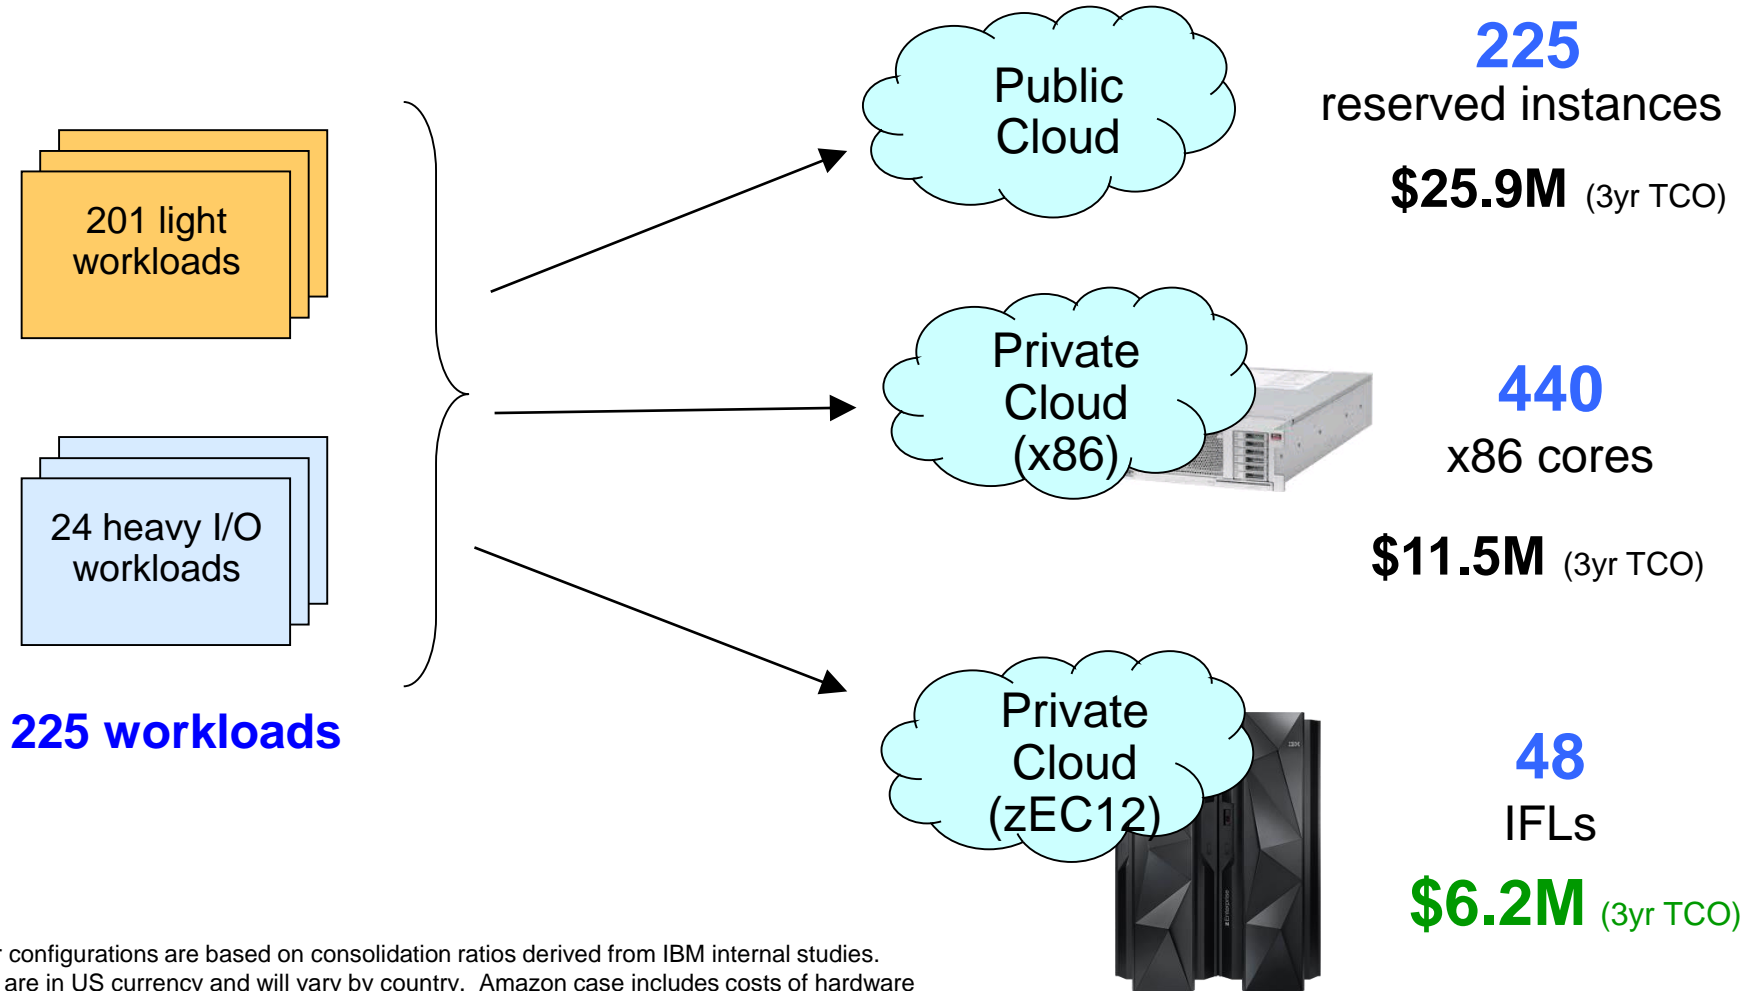 201 light
workloads
24 heavy I/O
workloads
225 workloads
Public
Cloud
225
reserved instances
$25.9M (3yr TCO)
Private
Cloud
(x86)
440
x86 cores
$11.5M (3yr TCO)
Private
Cloud
(zEC12)
48
IFLs
$6.2M (3yr TCO)
configurations are based on consolidation ratios derived from IBM internal studies.
are in US currency and will vary by country. Amazon case includes costs of hardware